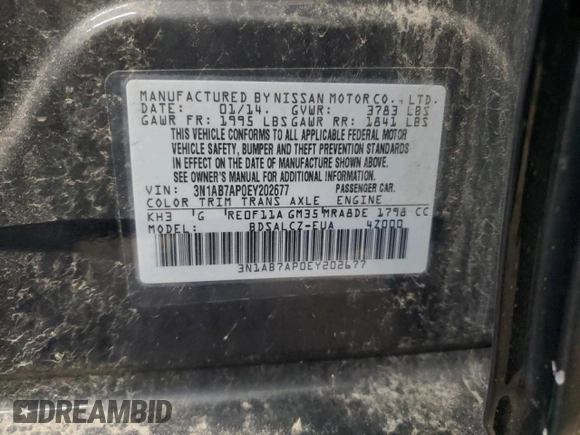 MANUFACTURED BY NISSAN MOTOR CO., LTD.
DATE: 01/14. GVWR: 3783 LBS
GAWR FR: 1995 LBS GAWR RR: 1841 LBS
THIS VEHICLE CONFORMS TO ALL APPLICABLE FEDERAL MOTOR
VEHICLE SAFETY, BUMPER AND THEFT PREVENTION STANDARDS
IN EFFECT ON THE DATE OF MANUFACTURE SHOWN ABOVE.
SEE OWNER'S MANUAL FOR ADDITIONAL INFORMATION.
VIN: 3N1AB7AP0EY202677 PASSENGER CAR.
COLOR TRIM TRANS AXLE ENGINE
KH3 G RE0F11A GM35 MRA8DE 1798 CC
MODEL: BDSALCZ-EUA 4Z000
3N1AB7AP0EY202677
DREAMBID